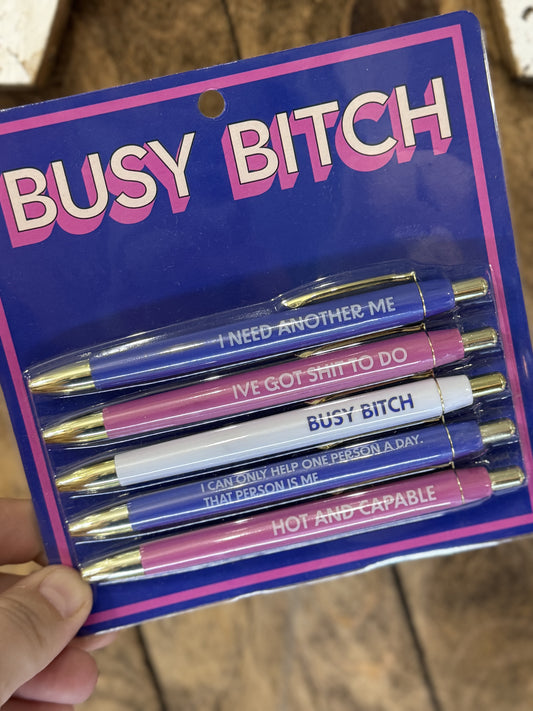 BUSY BITCH
I NEED ANOTHER ME
IVE GOT SHIT TO DO
BUSY BITCH
I CAN ONLY HELP ONE PERSON A DAY.
THAT PERSON IS ME
HOT AND CAPABLE